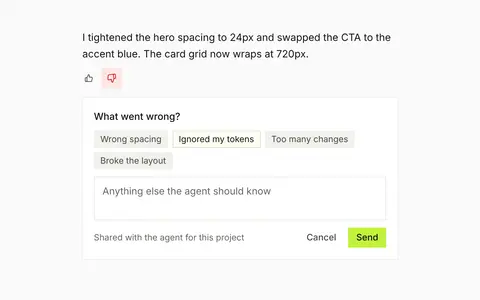 I tightened the hero spacing to 24px and swapped the CTA to the
accent blue. The card grid now wraps at 720px.
What went wrong?
Wrong spacing Ignored my tokens Too many changes
Broke the layout
Anything else the agent should know
Shared with the agent for this project Cancel Send